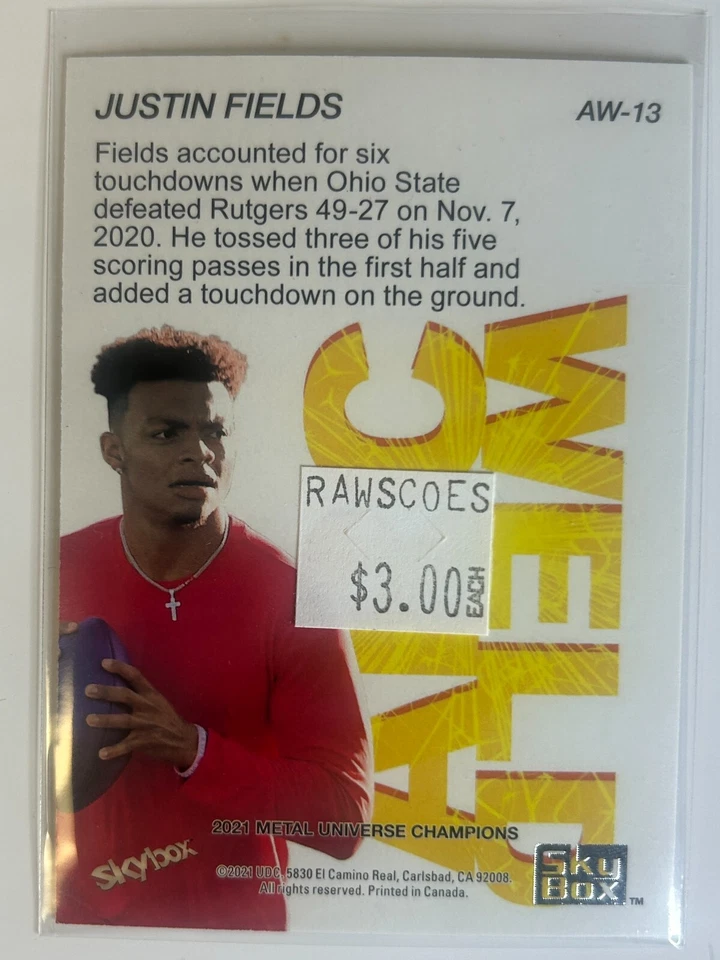 JUSTIN FIELDS
AW-13
Fields accounted for six
touchdowns when Ohio State
defeated Rutgers 49-27 on Nov. 7,
2020. He tossed three of his five
scoring passes in the first half and
added a touchdown on the ground.
ARC
WELD
RAWSCOES
$3.00 EACH
2021 METAL UNIVERSE CHAMPIONS
skybox
©2021 UDC, 5830 El Camino Real, Carlsbad, CA 92008.
All rights reserved. Printed in Canada.
Sky
Box
TM